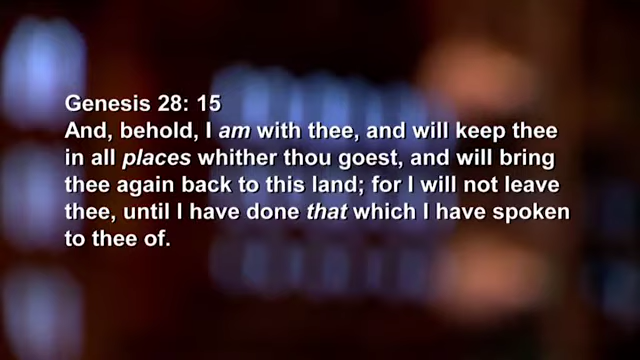 Genesis 28: 15
And, behold, I am with thee, and will keep thee
in all places whither thou goest, and will bring
thee again back to this land; for I will not leave
thee, until I have done that which I have spoken
to thee of.